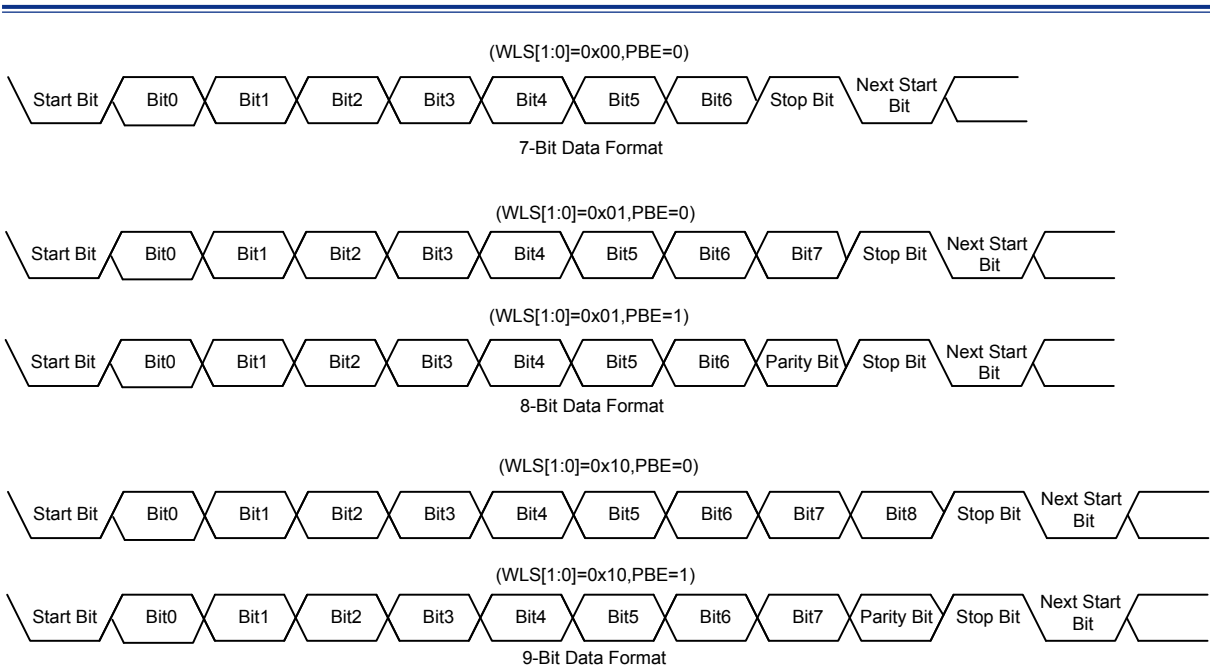 (WLS[1:0]=0x00,PBE=0)
Start Bit Bit0 Bit1 Bit2 Bit3 Bit4 Bit5 Bit6 Stop Bit Next Start Bit
7-Bit Data Format
(WLS[1:0]=0x01,PBE=0)
Start Bit Bit0 Bit1 Bit2 Bit3 Bit4 Bit5 Bit6 Bit7 Stop Bit Next Start Bit
(WLS[1:0]=0x01,PBE=1)
Start Bit Bit0 Bit1 Bit2 Bit3 Bit4 Bit5 Bit6 Parity Bit Stop Bit Next Start Bit
8-Bit Data Format
(WLS[1:0]=0x10,PBE=0)
Start Bit Bit0 Bit1 Bit2 Bit3 Bit4 Bit5 Bit6 Bit7 Bit8 Stop Bit Next Start Bit
(WLS[1:0]=0x10,PBE=1)
Start Bit Bit0 Bit1 Bit2 Bit3 Bit4 Bit5 Bit6 Bit7 Parity Bit Stop Bit Next Start Bit
9-Bit Data Format